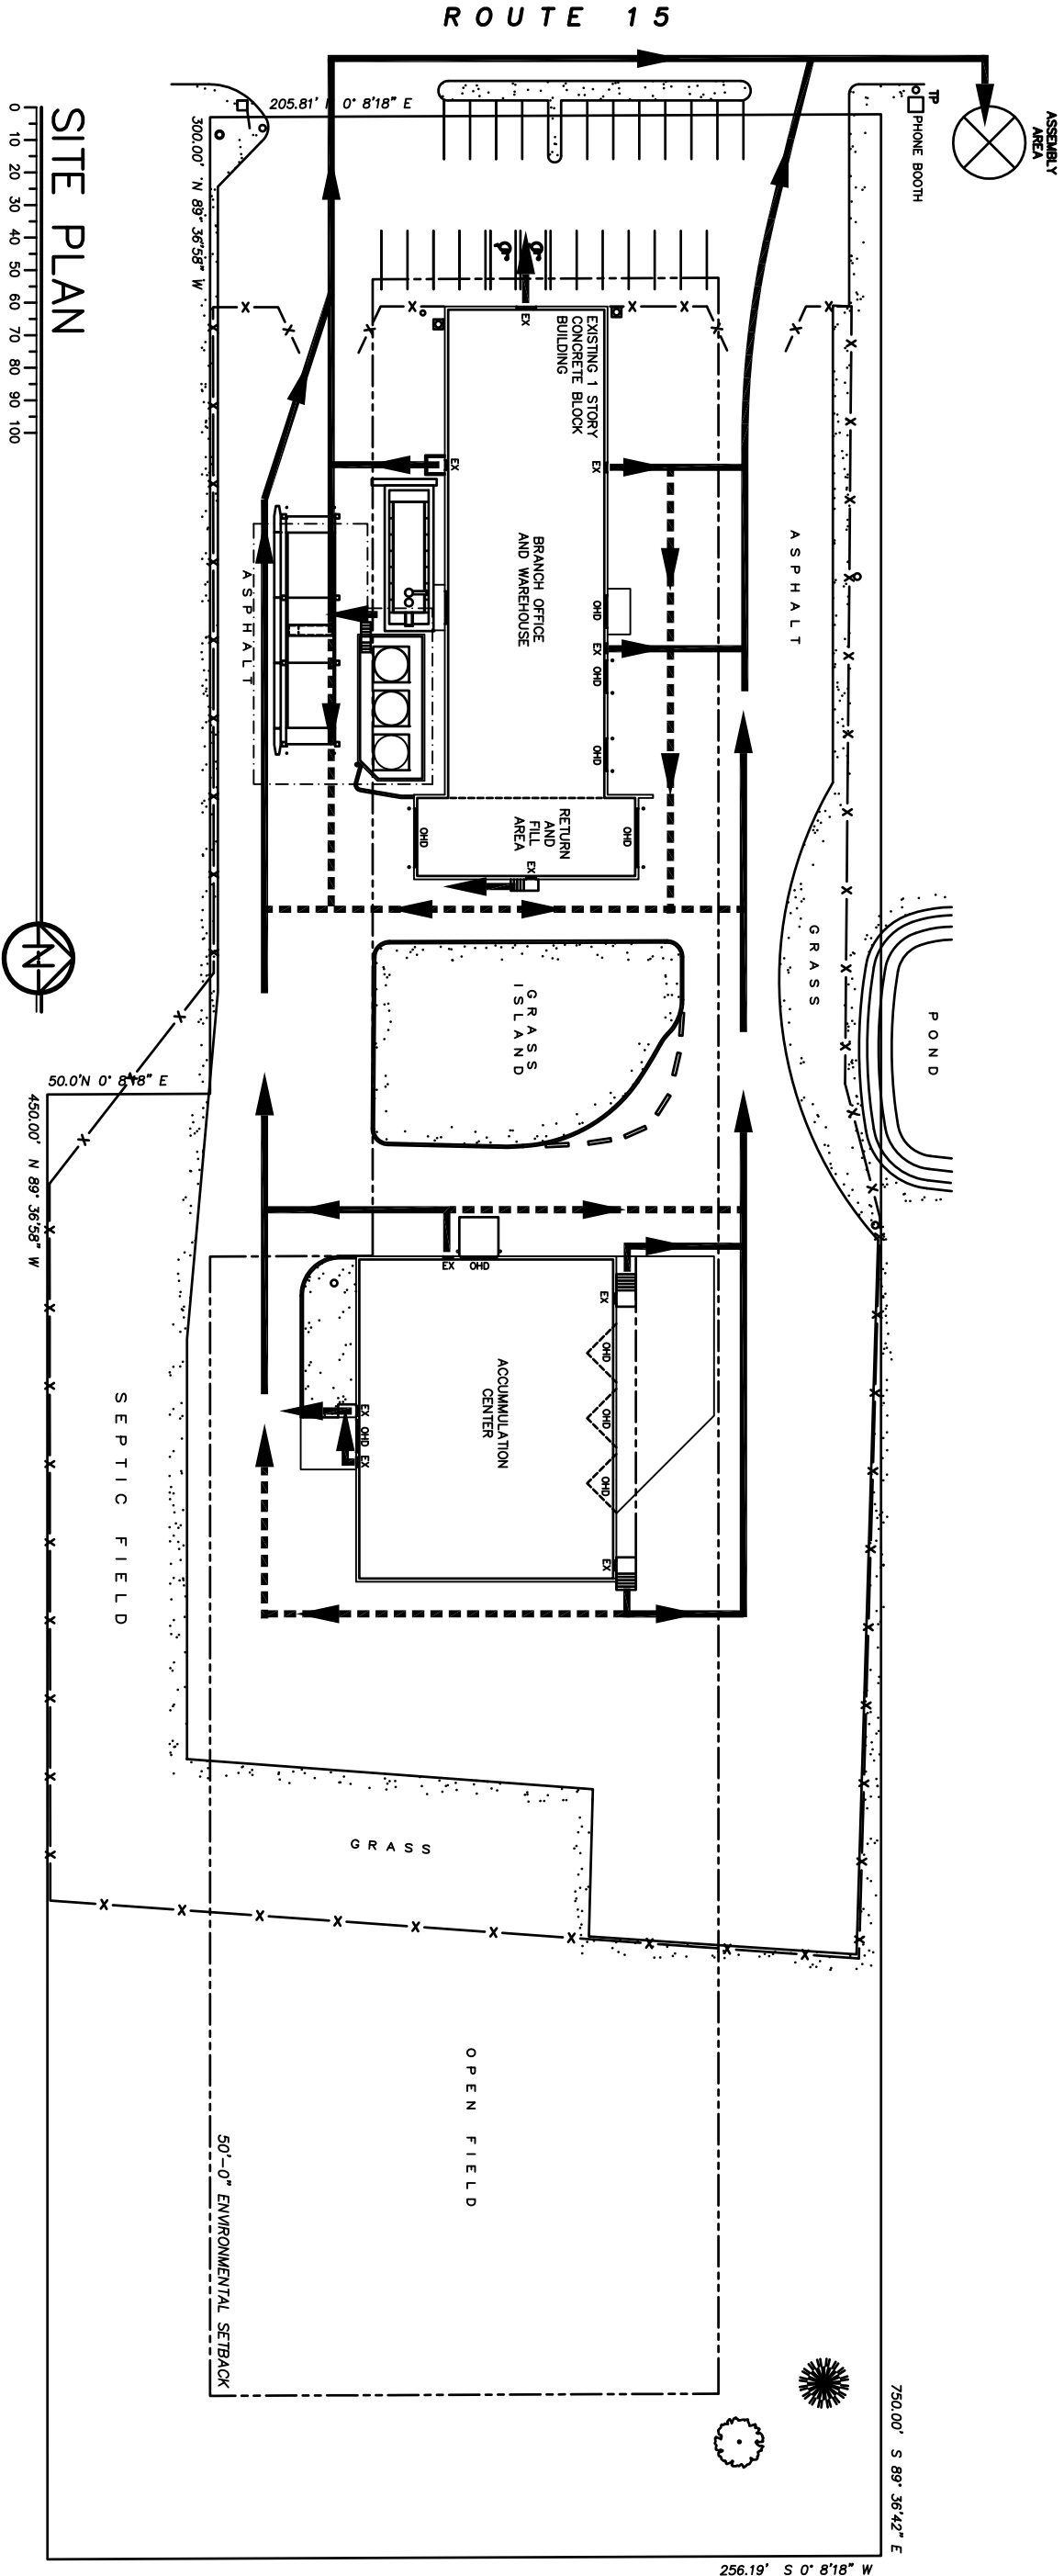 ROUTE 15
ASSEMBLY
AREA
TP
PHONE BOOTH
205.81' N 0° 8'18" E
300.00' N 89° 36'58" W
SITE PLAN
0 10 20 30 40 50 60 70 80 90 100
N
EX
EXISTING 1 STORY
CONCRETE BLOCK
BUILDING
EX
EX
BRANCH OFFICE
AND WAREHOUSE
OHD
EX
OHD
OHD
ASPHALT
ASPHALT
RETURN
AND
FILL
AREA
OHD
OHD
EX
GRASS
POND
GRASS
ISLAND
50.0'N 0° 8'18" E
450.00' N 89° 36'58" W
EX
OHD
EX
OHD
OHD
OHD
EX
ACCUMMULATION
CENTER
EX
OHD
EX
SEPTIC FIELD
GRASS
OPEN FIELD
50'-0" ENVIRONMENTAL SETBACK
750.00' S 89° 36'42" E
256.19' S 0° 8'18" W